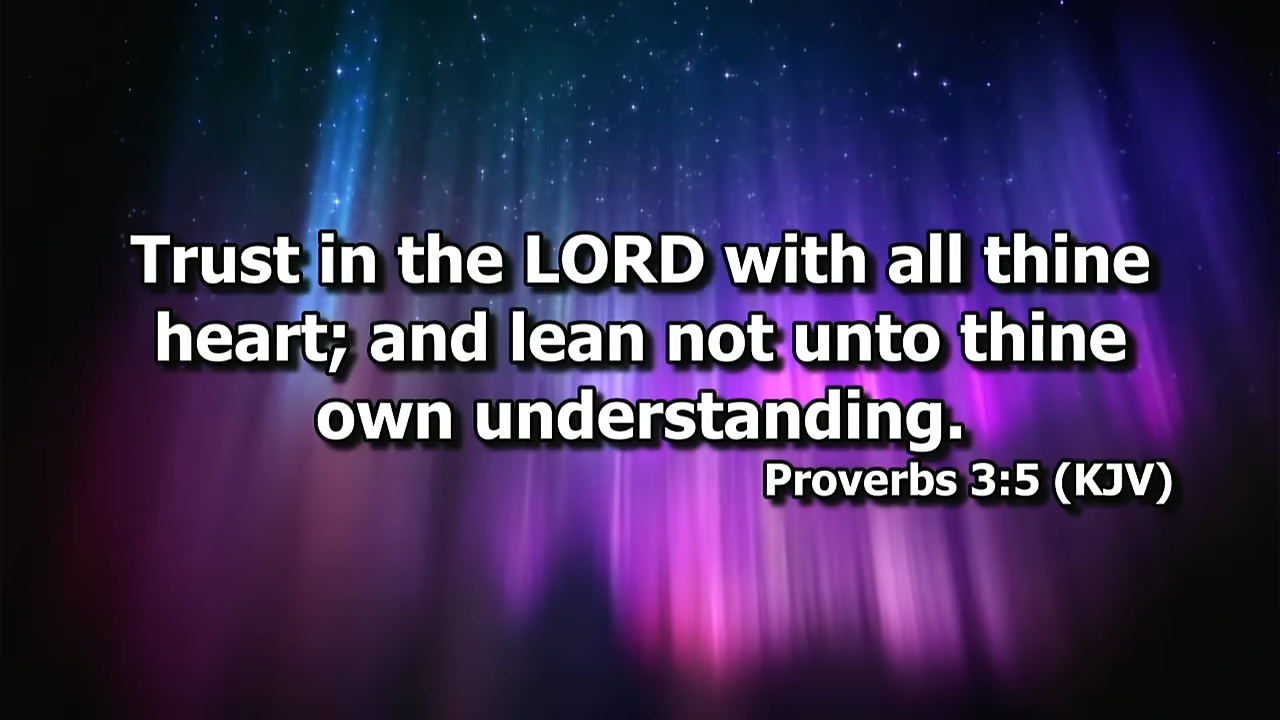 Trust in the LORD with all thine
heart; and lean not unto thine
own understanding.
Proverbs 3:5 (KJV)